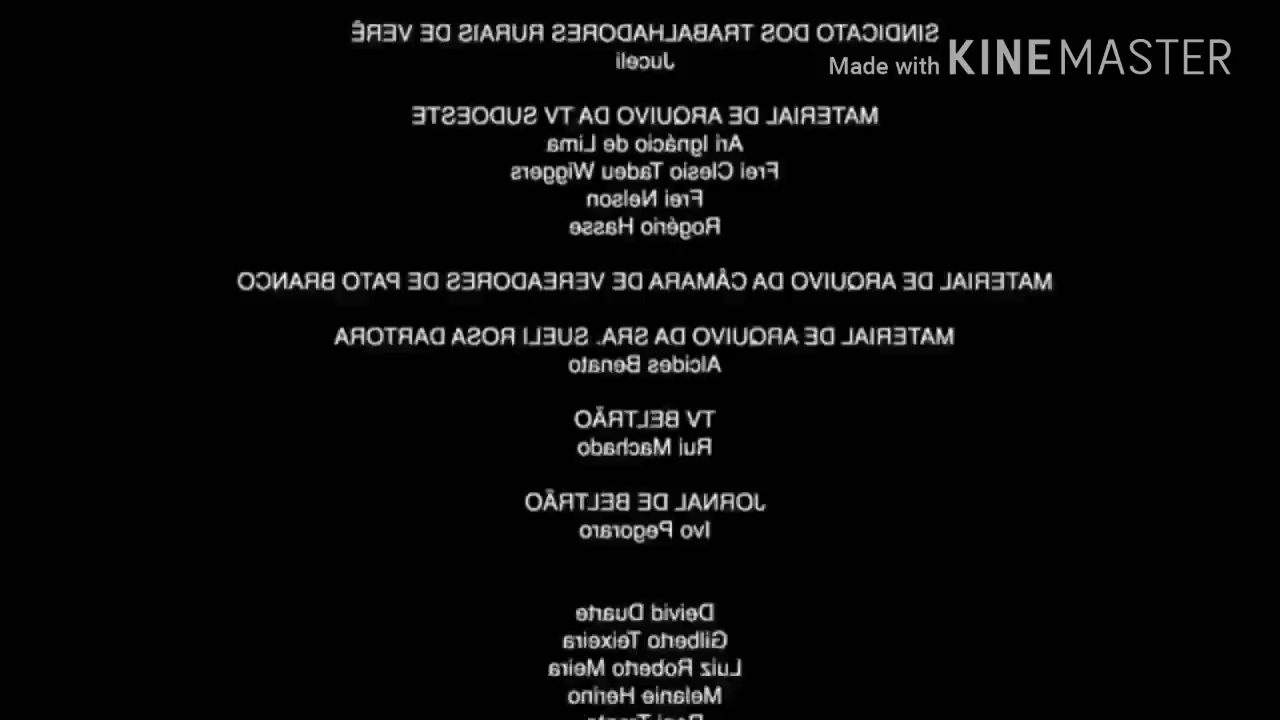 SINDICATO DOS TRABALHADORES RURAIS DE VERÊ
Juceli
Made with KINEMASTER
MATERIAL DE ARQUIVO DA TV SUDOESTE
Ari Ignácio de Lima
Frei Clesio Tadeu Wiggers
Frei Nelson
Rogério Hasse
MATERIAL DE ARQUIVO DA CÂMARA DE VEREADORES DE PATO BRANCO
MATERIAL DE ARQUIVO DA SRA. SUELI ROSA DARTORA
Alcides Benato
TV BELTRÃO
Rui Machado
JORNAL DE BELTRÃO
Ivo Pegoraro
Deivid Duarte
Gilberto Teixeira
Luiz Roberto Meira
Melanie Herino